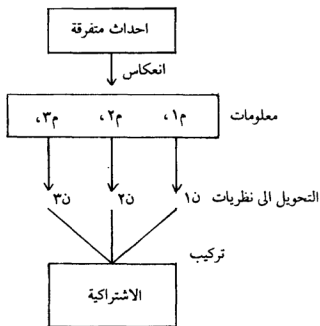 احداث متفرقة
انعكاس
معلومات م١، م٢، م٣،
التحويل الى نظريات ن١ ن٢ ن٣
تركيب
الاشتراكية